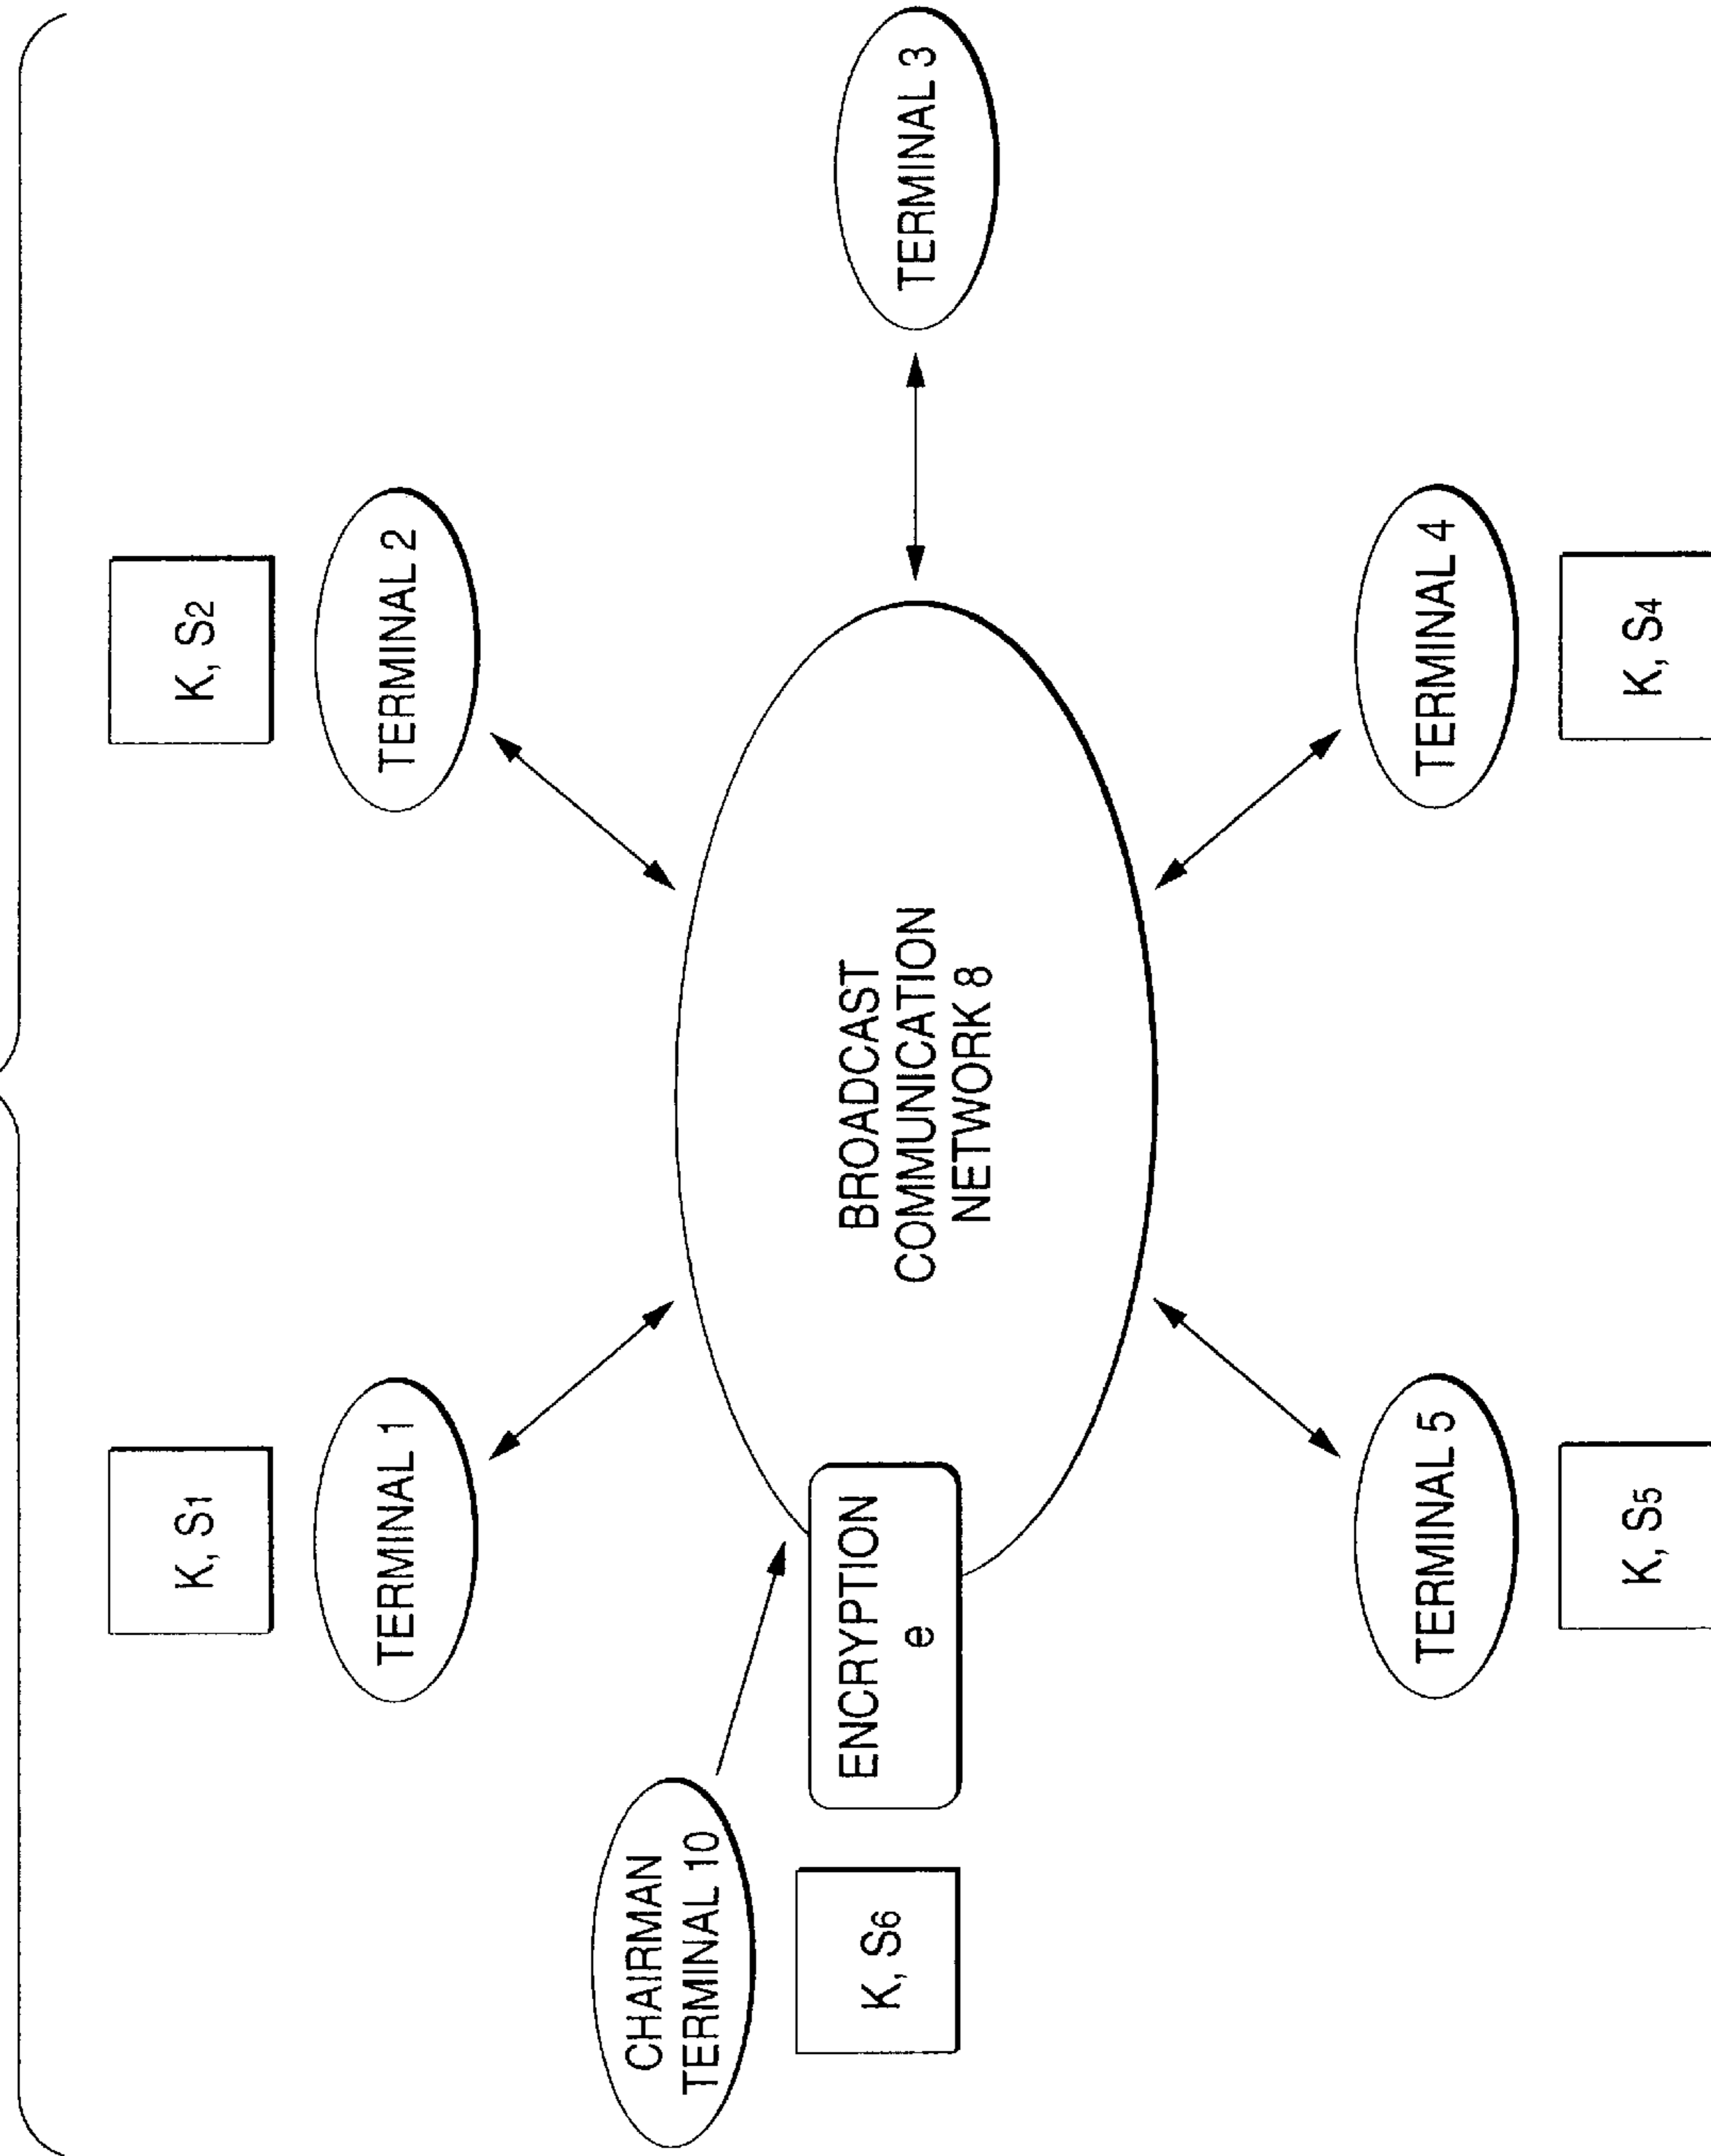 K, S1
TERMINAL 1
K, S2
TERMINAL 2
CHAIRMAN
TERMINAL 10
K, S6
ENCRYPTION
e
BROADCAST
COMMUNICATION
NETWORK 8
TERMINAL 3
TERMINAL 5
K, S5
TERMINAL 4
K, S4